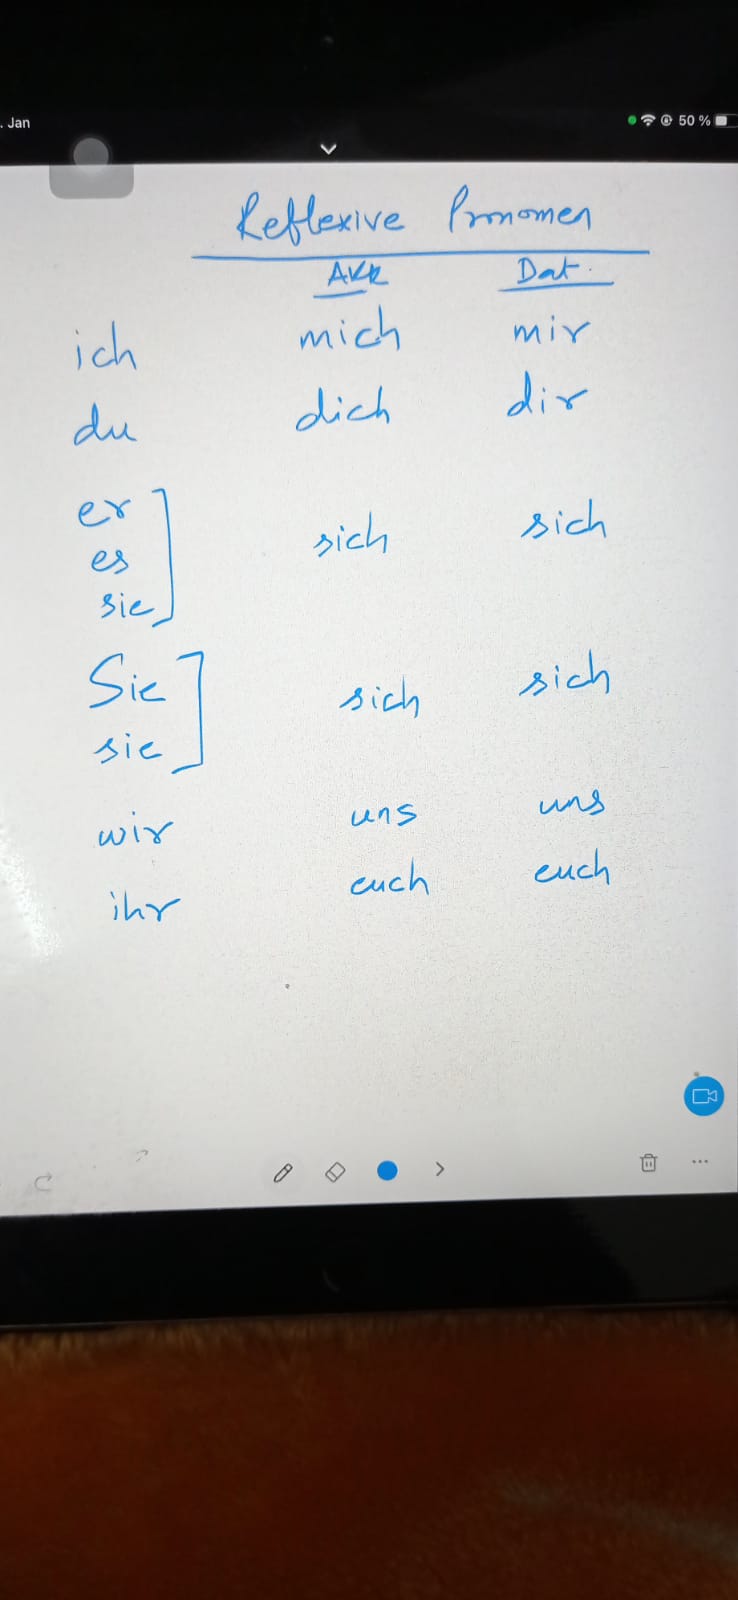 . Jan
50 %
Reflexive Pronomen
AKK Dat.
ich mich mir
du dich dir
er
es sich sich
sie
Sie sich sich
sie
wir uns uns
ihr euch euch